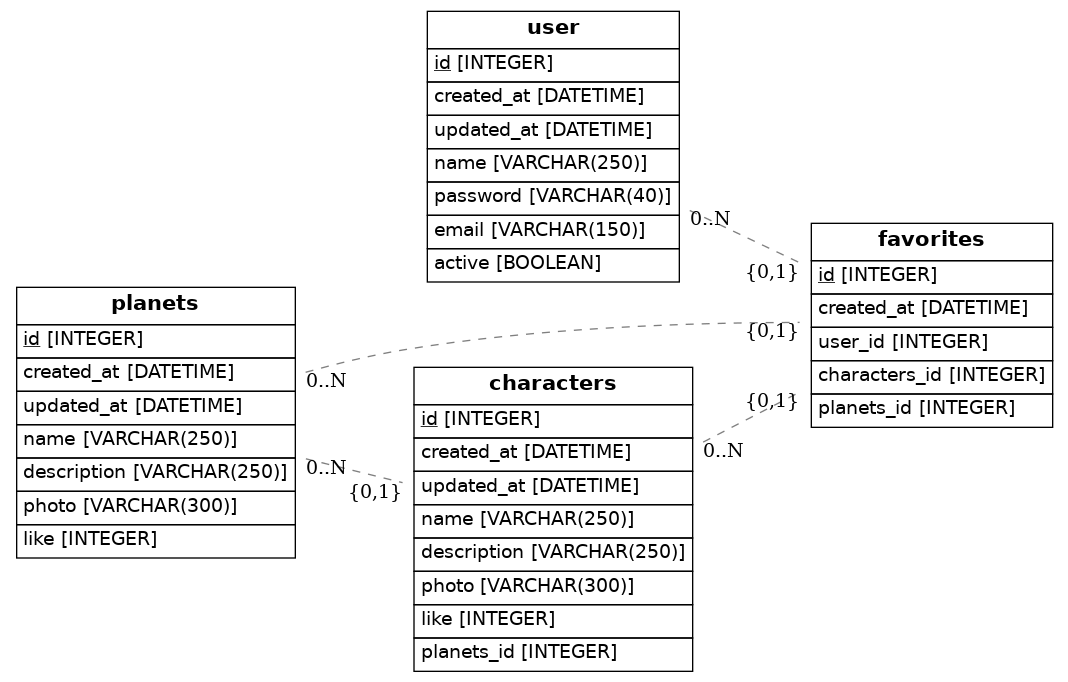 user
id [INTEGER]
created_at [DATETIME]
updated_at [DATETIME]
name [VARCHAR(250)]
password [VARCHAR(40)]
email [VARCHAR(150)]
active [BOOLEAN]
0..N
{0,1}
favorites
id [INTEGER]
created_at [DATETIME]
user_id [INTEGER]
characters_id [INTEGER]
planets_id [INTEGER]
planets
id [INTEGER]
created_at [DATETIME]
updated_at [DATETIME]
name [VARCHAR(250)]
description [VARCHAR(250)]
photo [VARCHAR(300)]
like [INTEGER]
0..N
{0,1}
0..N
{0,1}
characters
id [INTEGER]
created_at [DATETIME]
updated_at [DATETIME]
name [VARCHAR(250)]
description [VARCHAR(250)]
photo [VARCHAR(300)]
like [INTEGER]
planets_id [INTEGER]
{0,1}
0..N